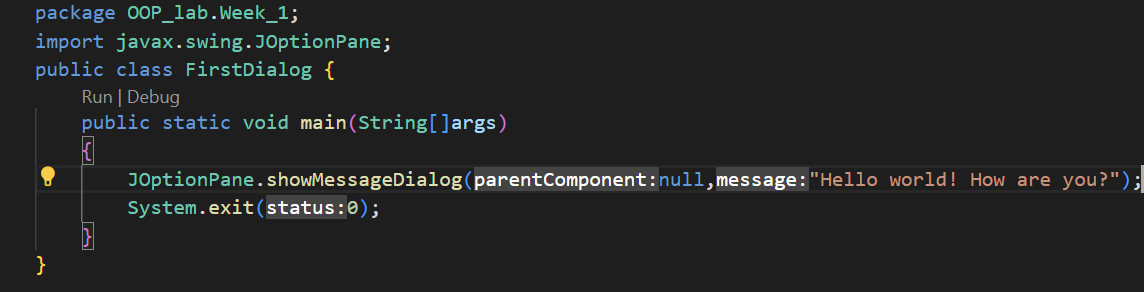 package OOP_lab.Week_1;
import javax.swing.JOptionPane;
public class FirstDialog {
Run | Debug
public static void main(String[]args)
{
JOptionPane.showMessageDialog(parentComponent:null,message:"Hello world! How are you?");
System.exit(status:0);
}
}